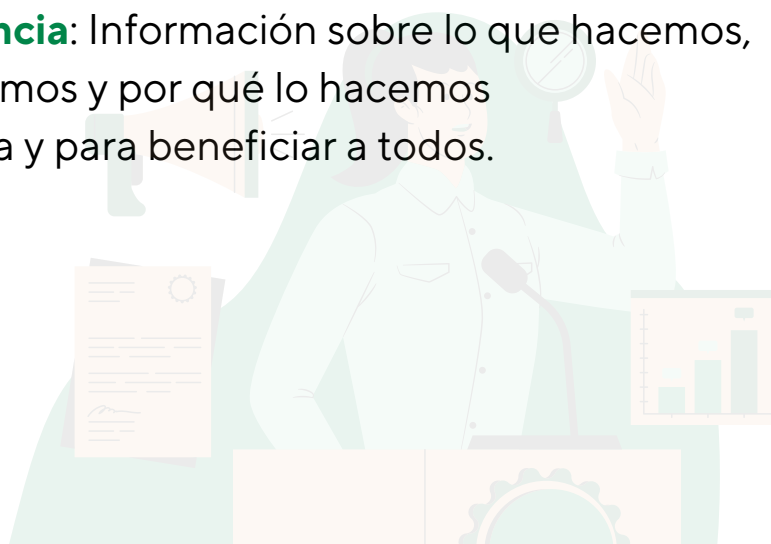 ncia: Información sobre lo que hacemos,
mos y por qué lo hacemos
a y para beneficiar a todos.